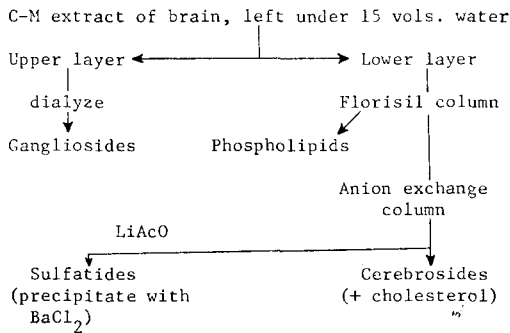 C-M extract of brain, left under 15 vols. water
Upper layer Lower layer
dialyze Florisil column
Gangliosides Phospholipids
Anion exchange
column
LiAcO
Sulfatides Cerebrosides
(precipitate with (+ cholesterol)
BaCl2)